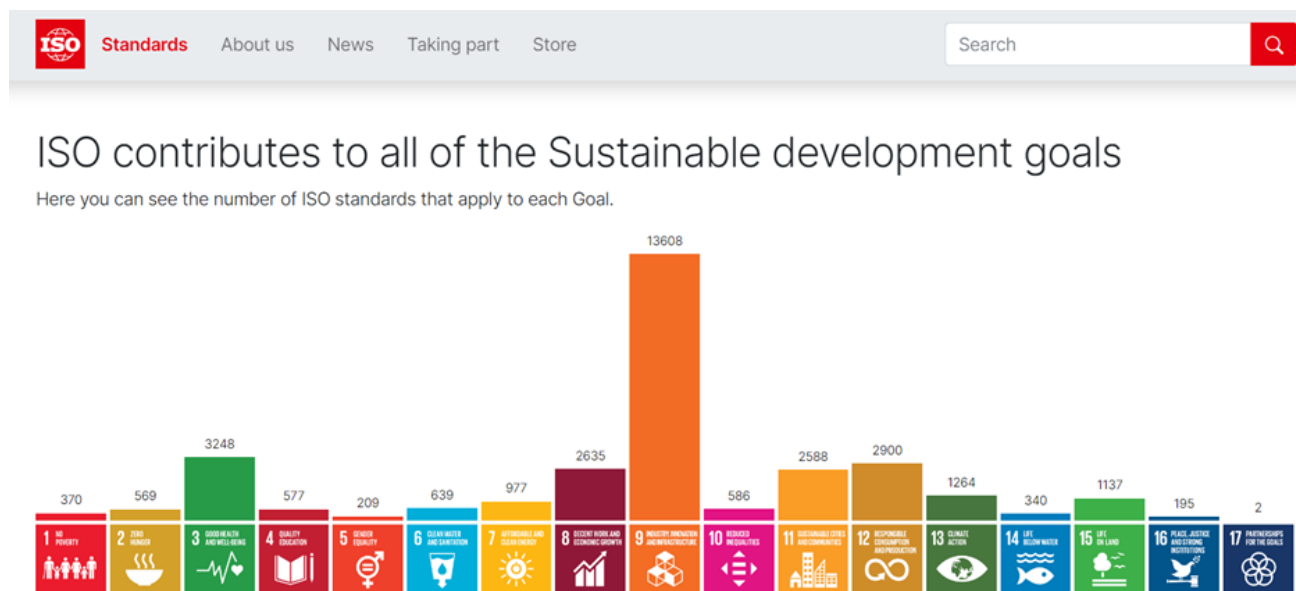 ISO Standards About us News Taking part Store Search
ISO contributes to all of the Sustainable development goals
Here you can see the number of ISO standards that apply to each Goal.
13608
3248
2635
2588
2900
1264
1137
977
639
586
577
569
370
340
209
195
2
1 NO POVERTY
2 ZERO HUNGER
3 GOOD HEALTH AND WELL-BEING
4 QUALITY EDUCATION
5 GENDER EQUALITY
6 CLEAN WATER AND SANITATION
7 AFFORDABLE AND CLEAN ENERGY
8 DECENT WORK AND ECONOMIC GROWTH
9 INDUSTRY, INNOVATION AND INFRASTRUCTURE
10 REDUCED INEQUALITIES
11 SUSTAINABLE CITIES AND COMMUNITIES
12 RESPONSIBLE CONSUMPTION AND PRODUCTION
13 CLIMATE ACTION
14 LIFE BELOW WATER
15 LIFE ON LAND
16 PEACE, JUSTICE AND STRONG INSTITUTIONS
17 PARTNERSHIPS FOR THE GOALS